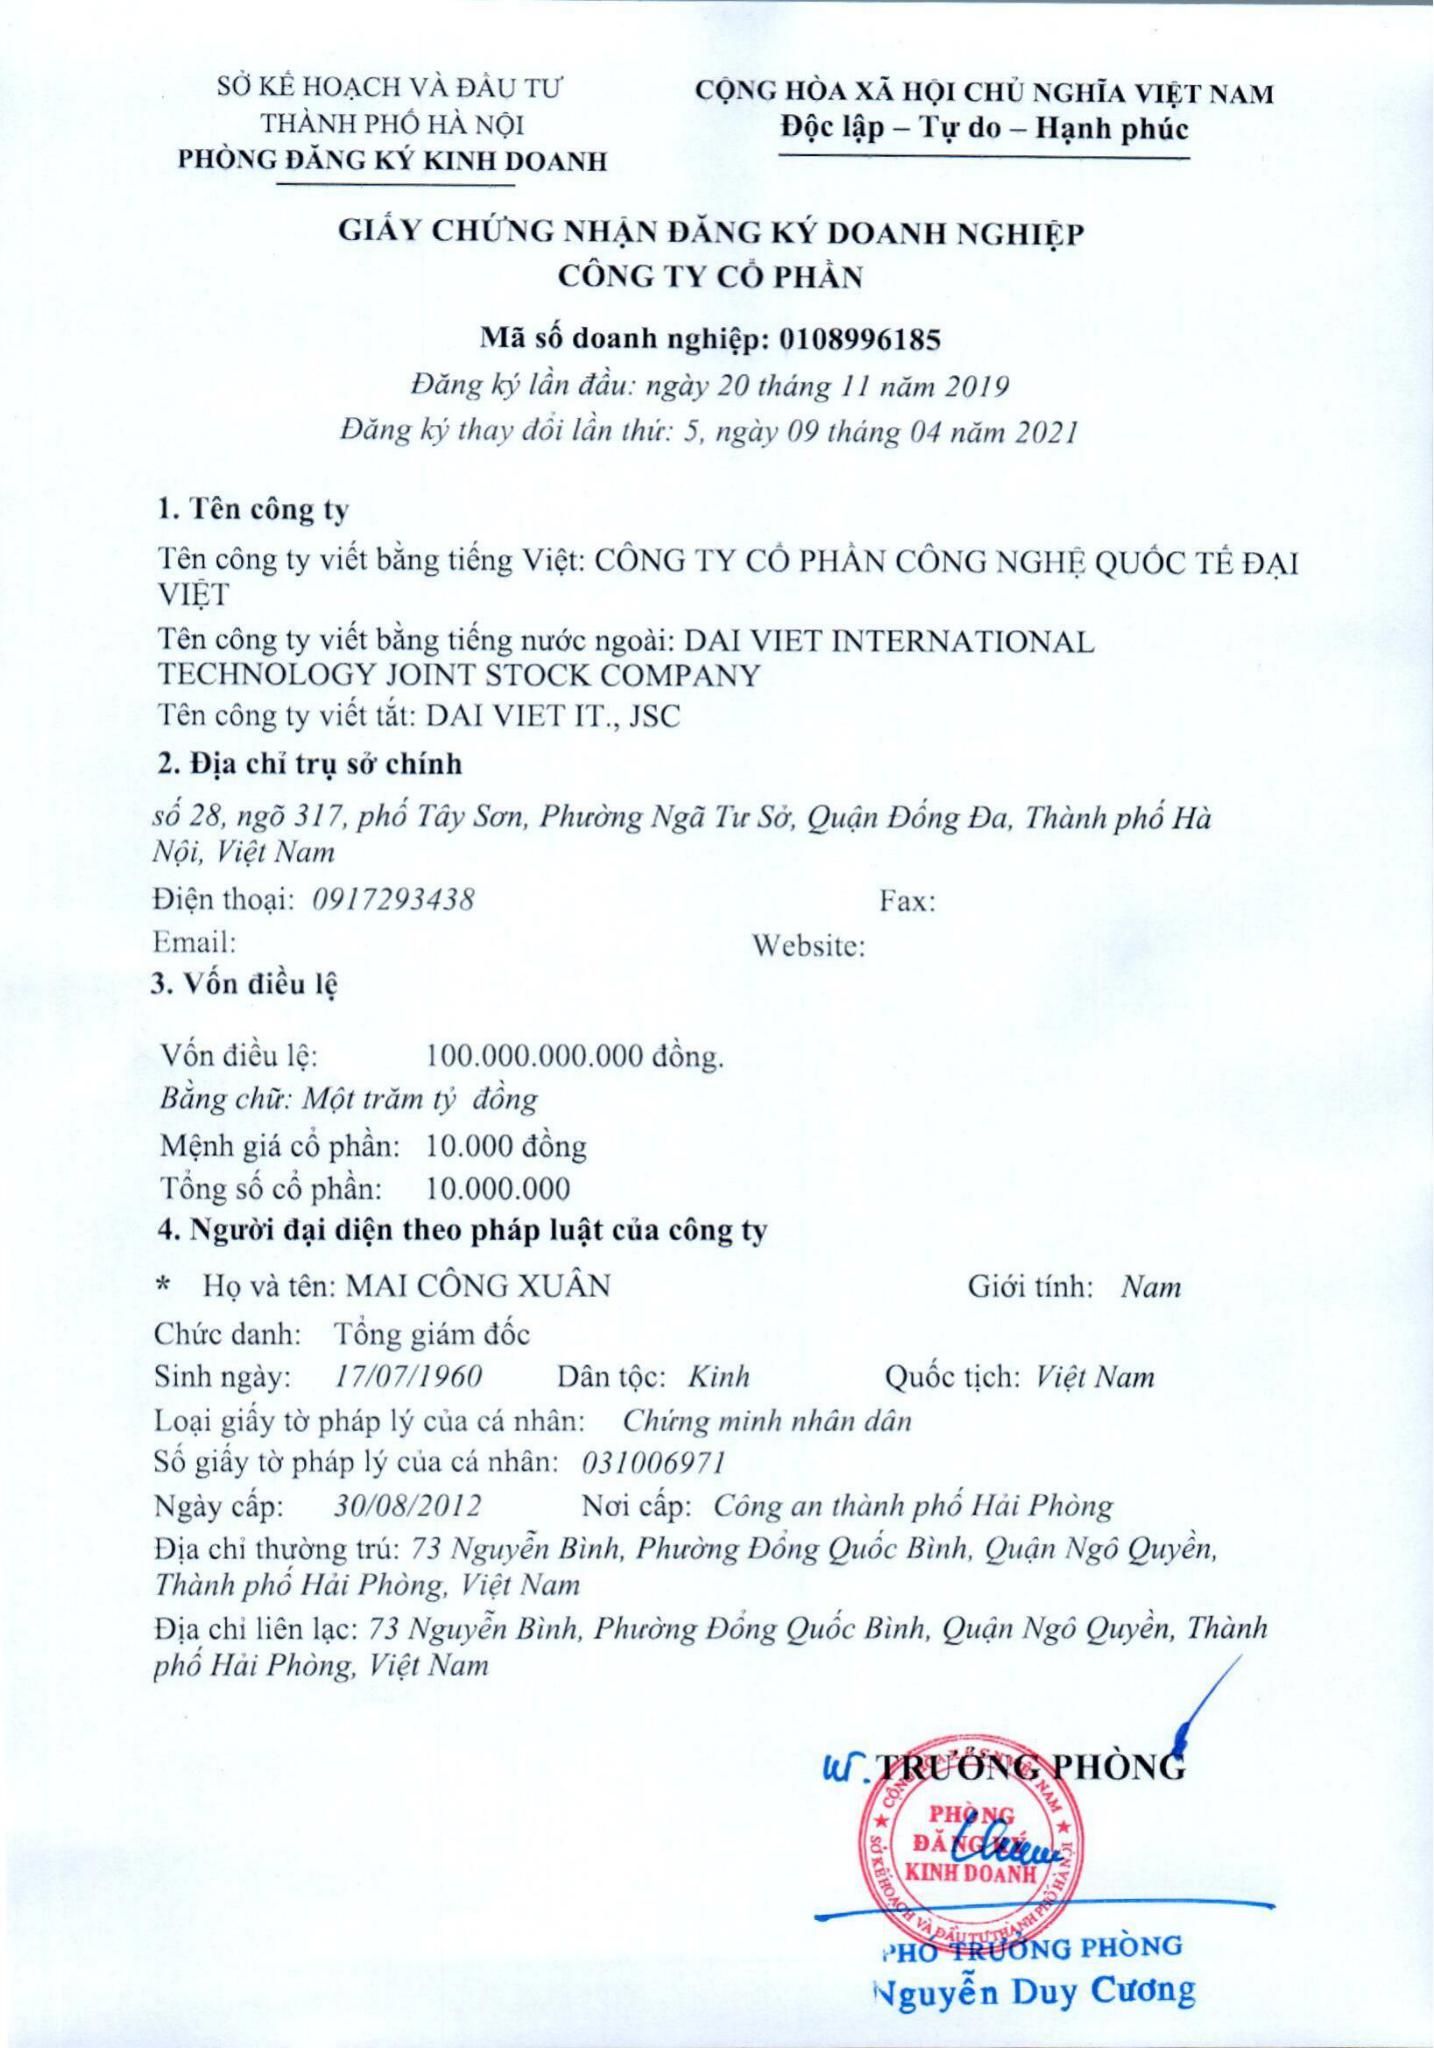 SỞ KẾ HOẠCH VÀ ĐẦU TƯ
THÀNH PHỐ HÀ NỘI
PHÒNG ĐĂNG KÝ KINH DOANH
CỘNG HÒA XÃ HỘI CHỦ NGHĨA VIỆT NAM
Độc lập – Tự do – Hạnh phúc
GIẤY CHỨNG NHẬN ĐĂNG KÝ DOANH NGHIỆP
CÔNG TY CỔ PHẦN
Mã số doanh nghiệp: 0108996185
Đăng ký lần đầu: ngày 20 tháng 11 năm 2019
Đăng ký thay đổi lần thứ: 5, ngày 09 tháng 04 năm 2021
1. Tên công ty
Tên công ty viết bằng tiếng Việt: CÔNG TY CỔ PHẦN CÔNG NGHỆ QUỐC TẾ ĐẠI
VIỆT
Tên công ty viết bằng tiếng nước ngoài: DAI VIET INTERNATIONAL
TECHNOLOGY JOINT STOCK COMPANY
Tên công ty viết tắt: DAI VIET IT., JSC
2. Địa chỉ trụ sở chính
số 28, ngõ 317, phố Tây Sơn, Phường Ngã Tư Sở, Quận Đống Đa, Thành phố Hà
Nội, Việt Nam
Điện thoại: 0917293438 Fax:
Email: Website:
3. Vốn điều lệ
Vốn điều lệ: 100.000.000.000 đồng.
Bằng chữ: Một trăm tỷ đồng
Mệnh giá cổ phần: 10.000 đồng
Tổng số cổ phần: 10.000.000
4. Người đại diện theo pháp luật của công ty
* Họ và tên: MAI CÔNG XUÂN Giới tính: Nam
Chức danh: Tổng giám đốc
Sinh ngày: 17/07/1960 Dân tộc: Kinh Quốc tịch: Việt Nam
Loại giấy tờ pháp lý của cá nhân: Chứng minh nhân dân
Số giấy tờ pháp lý của cá nhân: 031006971
Ngày cấp: 30/08/2012 Nơi cấp: Công an thành phố Hải Phòng
Địa chỉ thường trú: 73 Nguyễn Bình, Phường Đổng Quốc Bình, Quận Ngô Quyền,
Thành phố Hải Phòng, Việt Nam
Địa chỉ liên lạc: 73 Nguyễn Bình, Phường Đổng Quốc Bình, Quận Ngô Quyền, Thành
phố Hải Phòng, Việt Nam
TRƯỞNG PHÒNG
PHÒNG
ĐĂNG KÝ
KINH DOANH
SỞ KẾ HOẠCH VÀ ĐẦU TƯ THÀNH PHỐ HÀ NỘI
PHÓ TRƯỞNG PHÒNG
Nguyễn Duy Cương